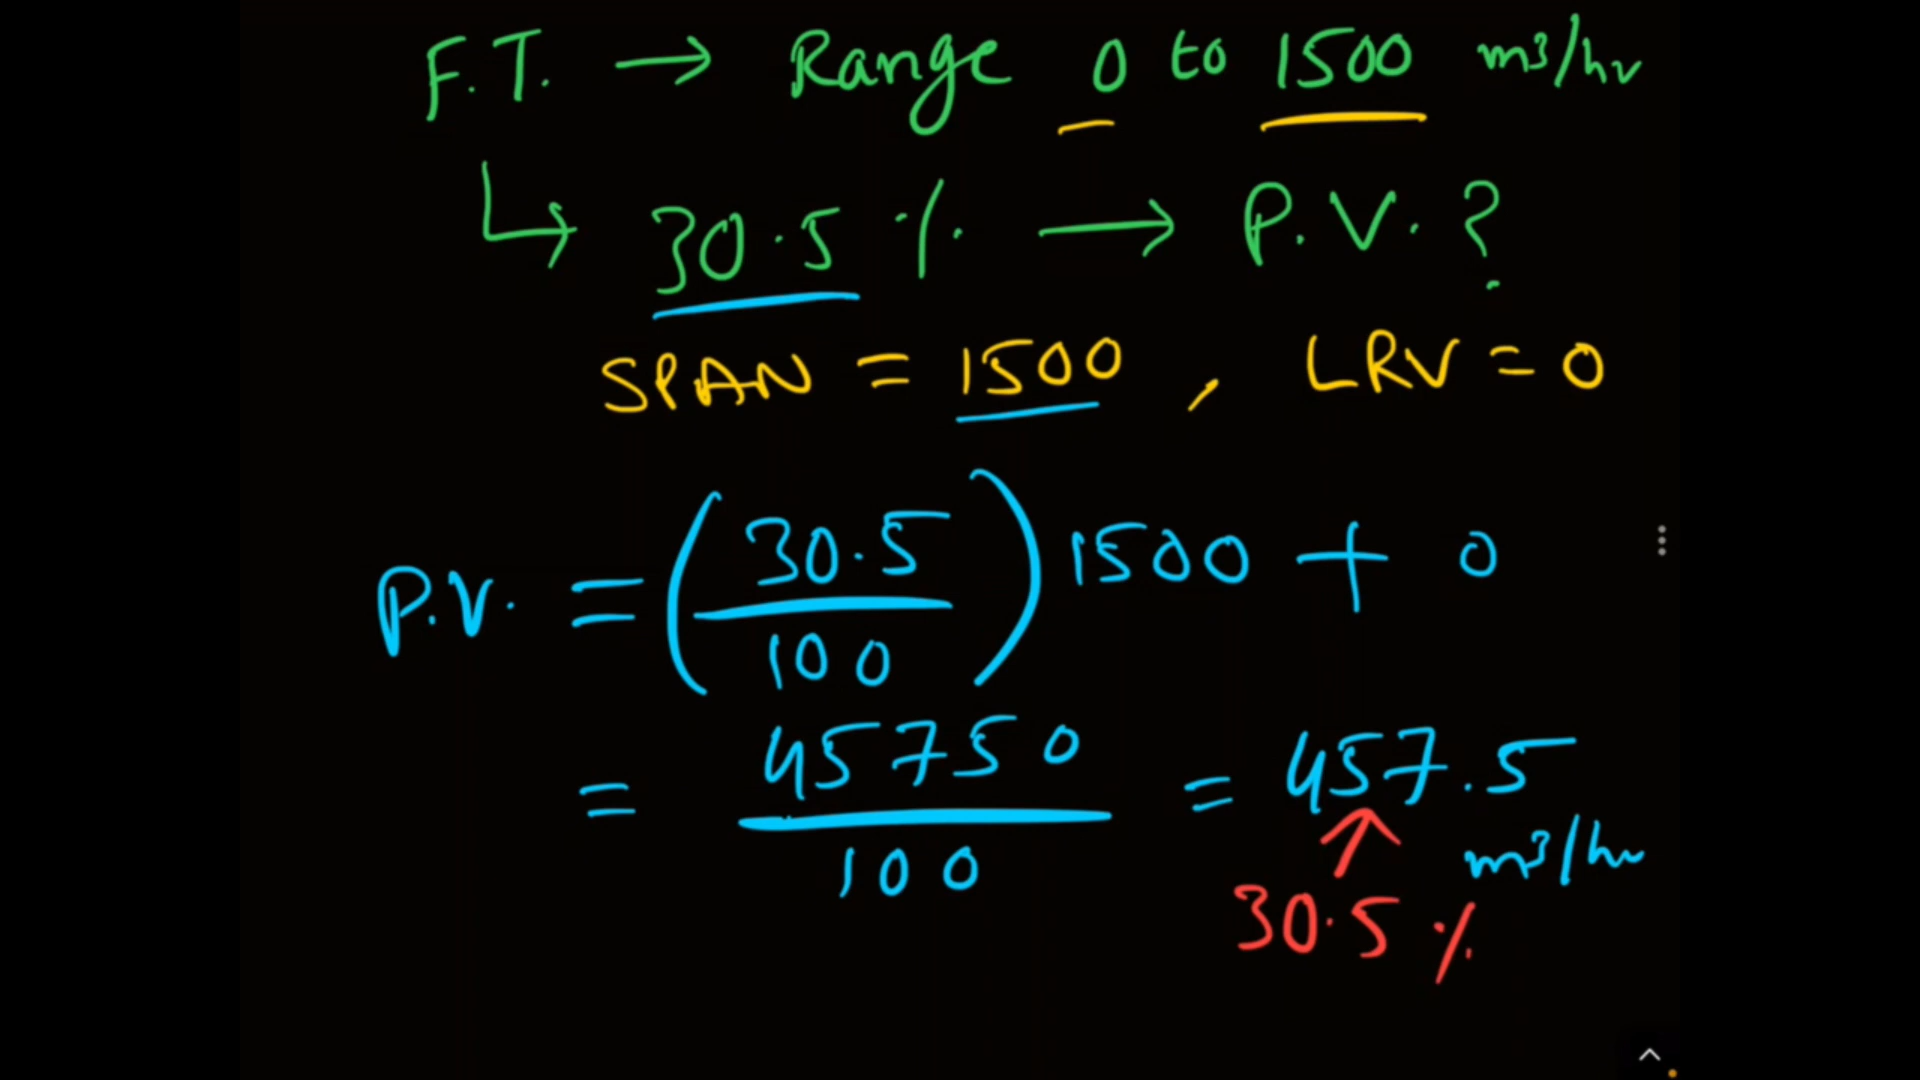 F.T. → Range 0 to 1500 m³/hr
↳ 30.5 % → P.V. ?
SPAN = 1500 , LRV = 0
P.V. = (30.5/100) 1500 + 0
= 45750/100 = 457.5 m³/hr
30.5 %